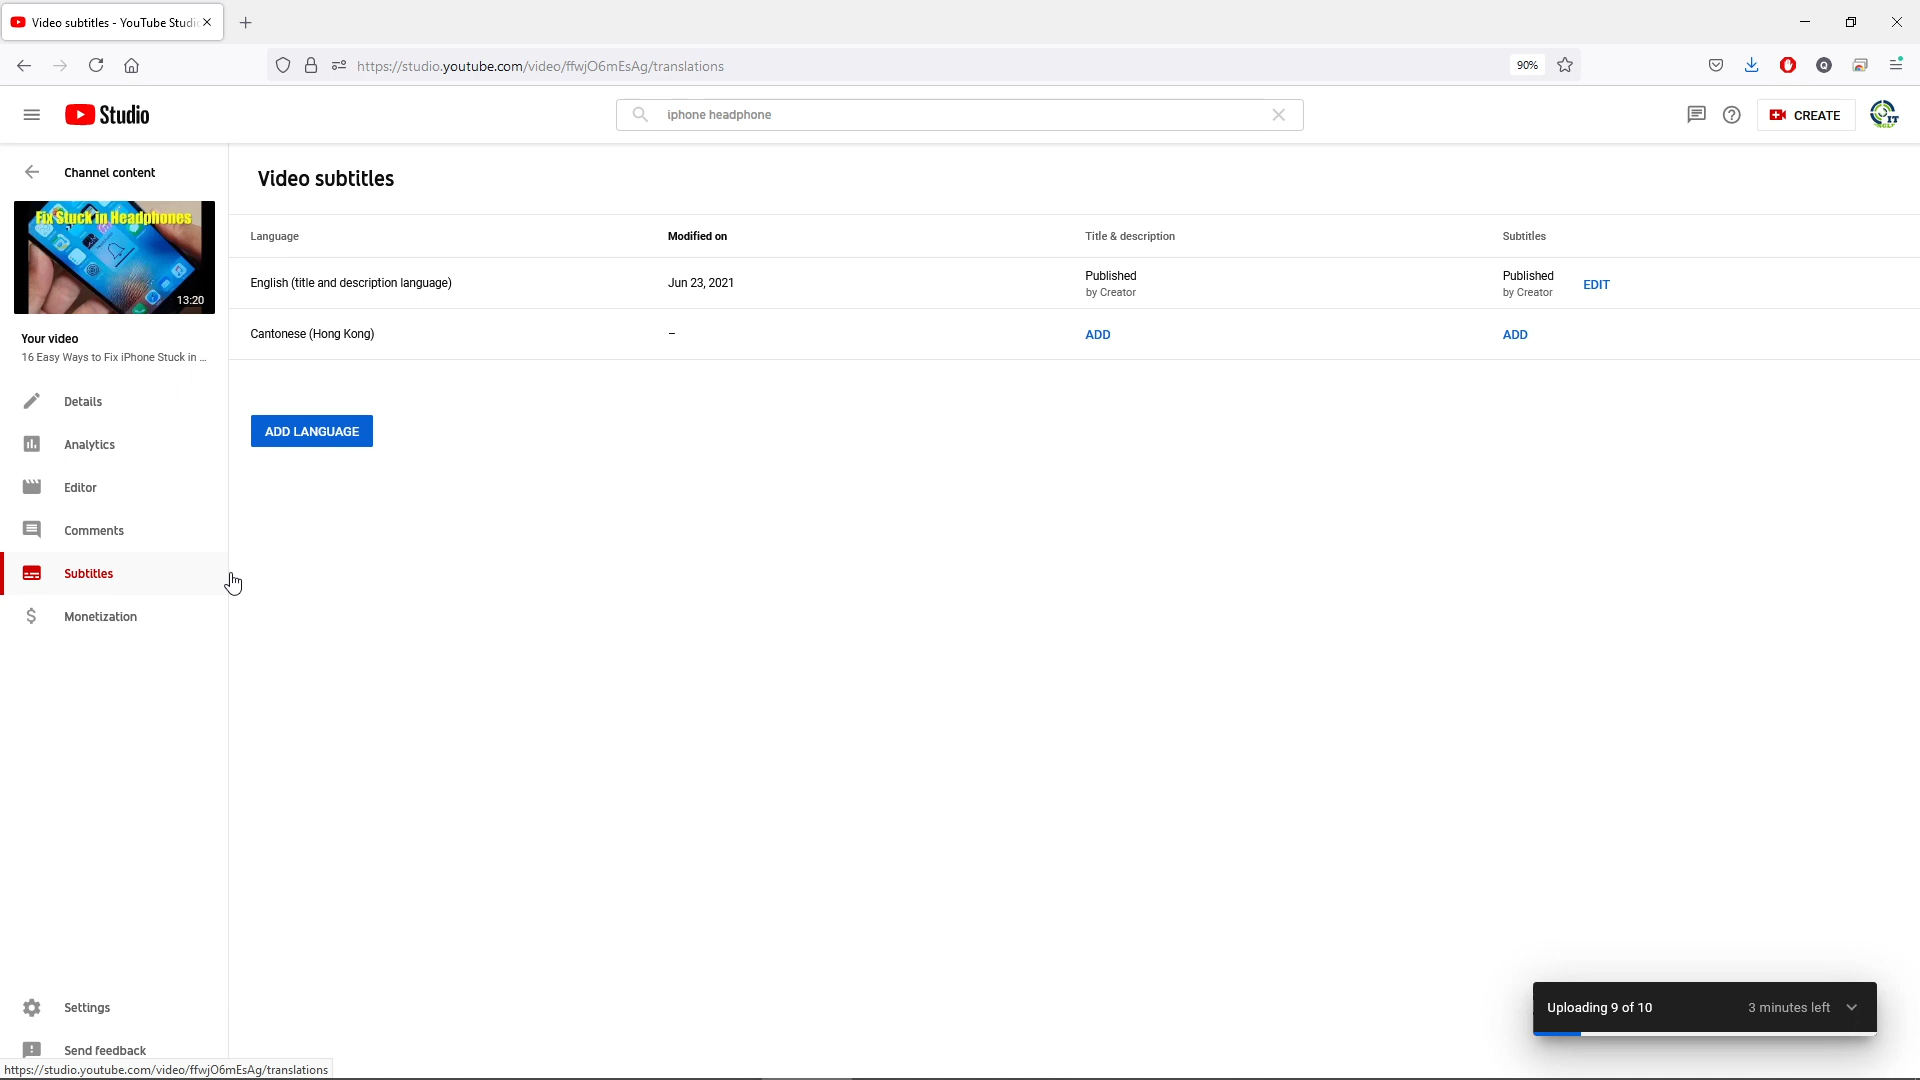 Video subtitles - YouTube Studi
https://studio.youtube.com/video/ffwjO6mEsAg/translations
90%
Studio
iphone headphone
CREATE
Channel content
Video subtitles
Fix Stuck in Headphones
13:20
Language
Modified on
Title & description
Subtitles
English (title and description language)
Jun 23, 2021
Published
by Creator
Published
by Creator
EDIT
Cantonese (Hong Kong)
–
ADD
ADD
Your video
16 Easy Ways to Fix iPhone Stuck in ...
ADD LANGUAGE
Details
Analytics
Editor
Comments
Subtitles
Monetization
Settings
Send feedback
Uploading 9 of 10
3 minutes left
https://studio.youtube.com/video/ffwjO6mEsAg/translations